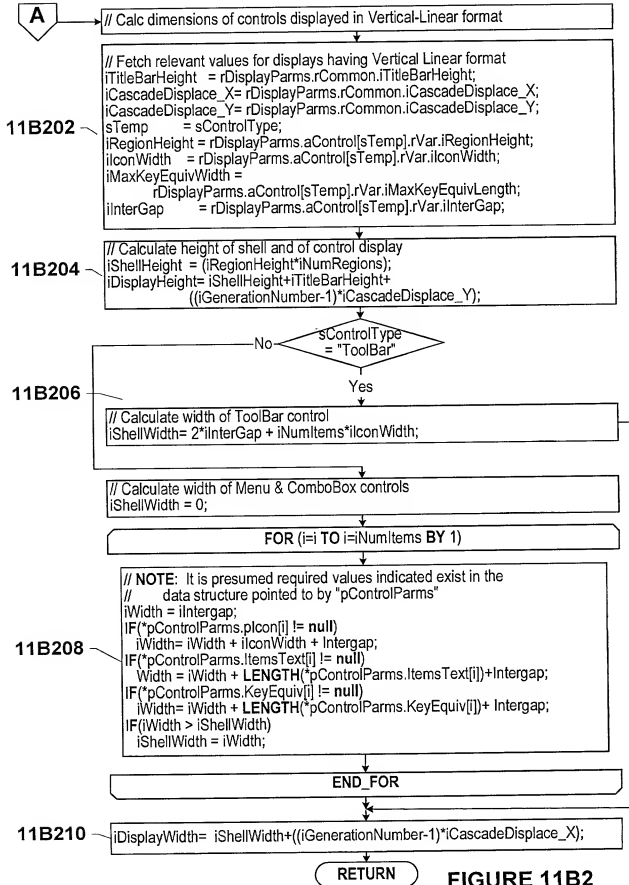 A
// Calc dimensions of controls displayed in Vertical-Linear format
// Fetch relevant values for displays having Vertical Linear format
iTitleBarHeight = rDisplayParms.rCommon.iTitleBarHeight;
iCascadeDisplace_X= rDisplayParms.rCommon.iCascadeDisplace_X;
iCascadeDisplace_Y= rDisplayParms.rCommon.iCascadeDisplace_Y;
11B202
sTemp = sControlType;
iRegionHeight = rDisplayParms.aControl[sTemp].rVar.iRegionHeight;
iIconWidth = rDisplayParms.aControl[sTemp].rVar.iIconWidth;
iMaxKeyEquivWidth =
rDisplayParms.aControl[sTemp].rVar.iMaxKeyEquivLength;
iInterGap = rDisplayParms.aControl[sTemp].rVar.iInterGap;
// Calculate height of shell and of control display
11B204
iShellHeight = (iRegionHeight*iNumRegions);
iDisplayHeight= iShellHeight+iTitleBarHeight+
((iGenerationNumber-1)*iCascadeDisplace_Y);
sControlType
= "ToolBar"
No
Yes
11B206
// Calculate width of ToolBar control
iShellWidth= 2*iInterGap + iNumItems*iIconWidth;
// Calculate width of Menu & ComboBox controls
iShellWidth = 0;
FOR (i=i TO i=iNumItems BY 1)
// NOTE: It is presumed required values indicated exist in the
// data structure pointed to by "pControlParms"
iWidth = iIntergap;
IF(*pControlParms.pIcon[i] != null)
iWidth= iWidth + iIconWidth + Intergap;
11B208
IF(*pControlParms.ItemsText[i] != null)
Width = iWidth + LENGTH(*pControlParms.ItemsText[i])+Intergap;
IF(*pControlParms.KeyEquiv[i] != null)
iWidth= iWidth + LENGTH(*pControlParms.KeyEquiv[i])+ Intergap;
IF(iWidth > iShellWidth)
iShellWidth = iWidth;
END_FOR
11B210
iDisplayWidth= iShellWidth+((iGenerationNumber-1)*iCascadeDisplace_X);
RETURN
FIGURE 11B2